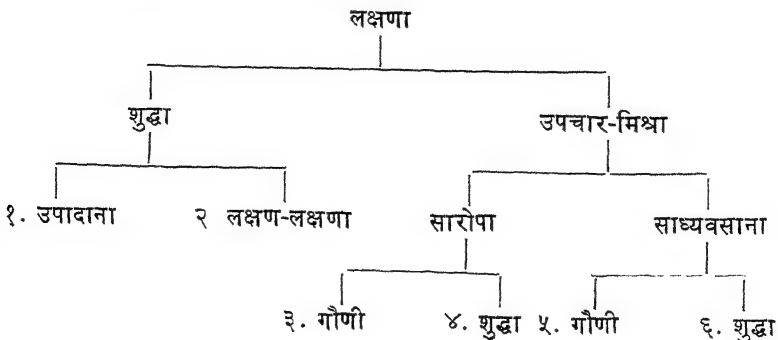 लक्षणा
शुद्धा
उपचार-मिश्रा
१. उपादाना २ लक्षण-लक्षणा सारोपा साध्यवसाना
३. गौणी ४. शुद्धा ५. गौणी ६. शुद्धा